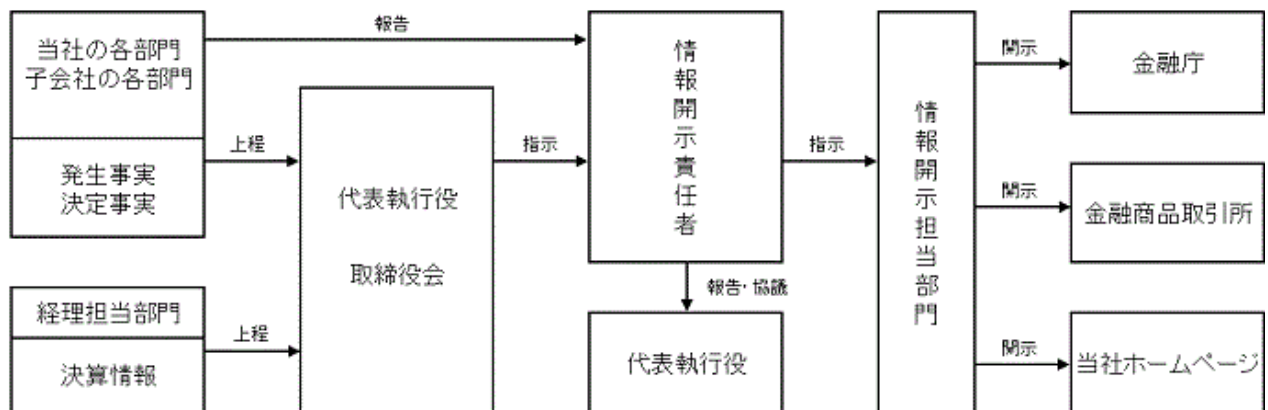 当社の各部門
子会社の各部門
発生事実
決定事実
経理担当部門
決算情報
報告
上程
上程
代表執行役
取締役会
指示
情報開示責任者
報告・協議
代表執行役
指示
情報開示担当部門
開示
金融庁
開示
金融商品取引所
開示
当社ホームページ